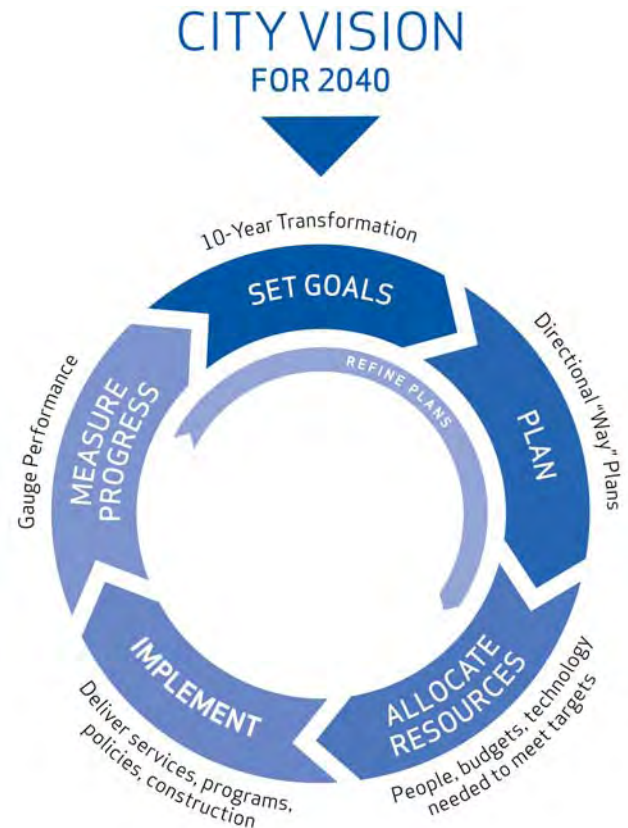 CITY VISION
FOR 2040
10-Year Transformation
SET GOALS
REFINE PLANS
Directional "Way" Plans
PLAN
ALLOCATE
RESOURCES
People, budgets, technology
needed to meet targets
IMPLEMENT
Deliver services, programs,
policies, construction
MEASURE
PROGRESS
Gauge Performance